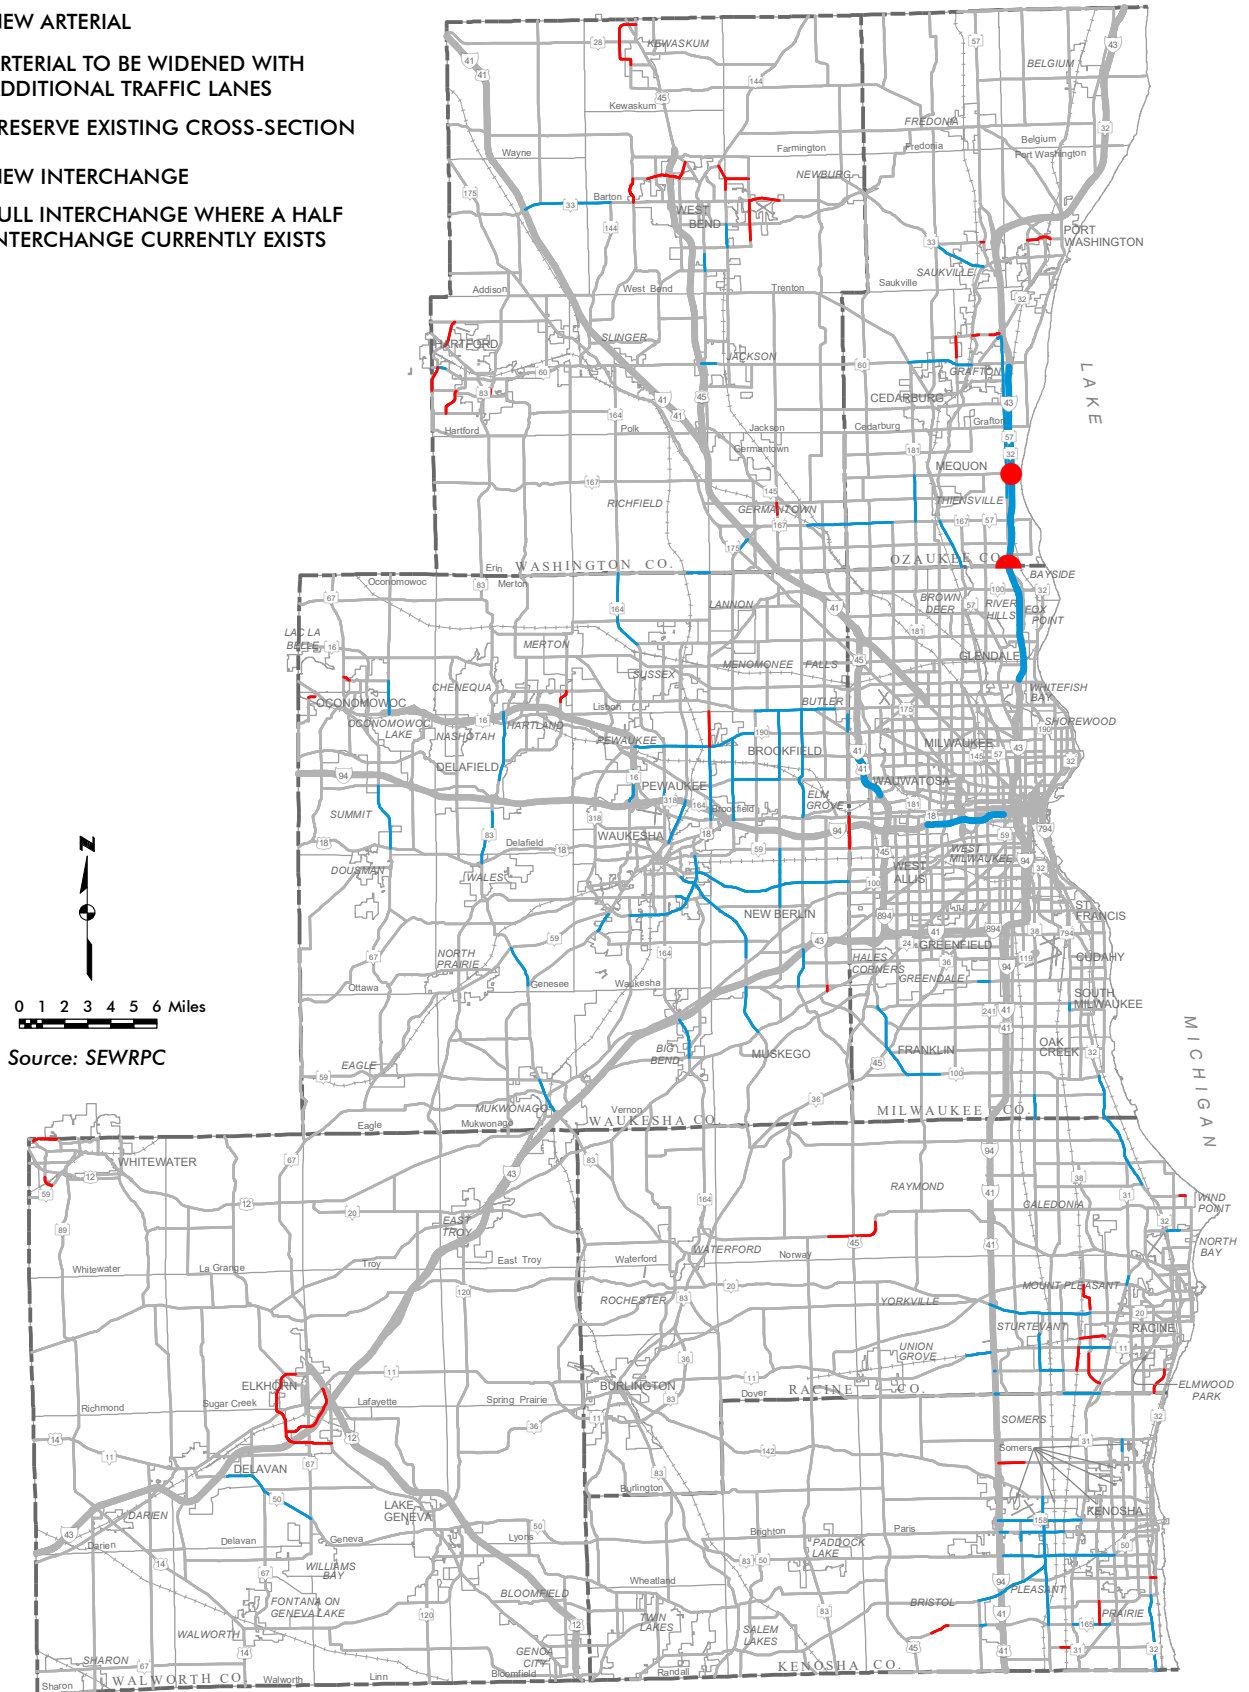 EW ARTERIAL
RTERIAL TO BE WIDENED WITH
DDITIONAL TRAFFIC LANES
RESERVE EXISTING CROSS-SECTION
EW INTERCHANGE
ULL INTERCHANGE WHERE A HALF
NTERCHANGE CURRENTLY EXISTS
KEWASKUM
BELGIUM
Kewaskum
FREDONIA
Wayne
Farmington
Fredonia
Belgium
Port Washington
NEWBURG
Barton
WEST
BEND
PORT
WASHINGTON
SAUKVILLE
Addison
West Bend
Trenton
Saukville
SLINGER
HARTFORD
JACKSON
GRAFTON
CEDARBURG
LAKE
Hartford
Polk
Jackson
Cedarburg
Grafton
Germantown
MEQUON
RICHFIELD
GERMANTOWN
THIENSVILLE
Erin
WASHINGTON CO.
OZAUKEE CO.
Oconomowoc
Merton
BAYSIDE
LANNON
BROWN
DEER
RIVER
HILLS
FOX
POINT
LAC LA
BELLE
MERTON
MENOMONEE FALLS
GLENDALE
SUSSEX
CHENEQUA
WHITEFISH
BAY
OCONOMOWOC
Lisbon
BUTLER
OCONOMOWOC
LAKE
NASHOTAH
HARTLAND
PEWAUKEE
SHOREWOOD
BROOKFIELD
MILWAUKEE
DELAFIELD
PEWAUKEE
WAUWATOSA
SUMMIT
Brookfield
ELM
GROVE
WAUKESHA
Delafield
DOUSMAN
WALES
WEST
MILWAUKEE
WEST
ALLIS
NEW BERLIN
ST.
FRANCIS
NORTH
PRAIRIE
GREENFIELD
HALES
CORNERS
CUDAHY
GREENDALE
Ottawa
Genesee
Waukesha
SOUTH
MILWAUKEE
0 1 2 3 4 5 6 Miles
N
Source: SEWRPC
EAGLE
BIG
BEND
MUSKEGO
FRANKLIN
OAK
CREEK
MICHIGAN
MUKWONAGO
Vernon
Eagle
Mukwonago
WAUKESHA CO.
MILWAUKEE CO.
WHITEWATER
RAYMOND
CALEDONIA
WIND
POINT
EAST
TROY
NORTH
BAY
WATERFORD
Norway
Whitewater
La Grange
Troy
East Troy
Waterford
ROCHESTER
YORKVILLE
MOUNT PLEASANT
STURTEVANT
RACINE
UNION
GROVE
ELKHORN
BURLINGTON
Dover
RACINE CO.
ELMWOOD
PARK
Richmond
Sugar Creek
Lafayette
Spring Prairie
SOMERS
Somers
DELAVAN
Burlington
LAKE
GENEVA
DARIEN
KENOSHA
Darien
Delavan
Geneva
Lyons
Brighton
Paris
PADDOCK
LAKE
WILLIAMS
BAY
Wheatland
BLOOMFIELD
BRISTOL
PLEASANT
PRAIRIE
FONTANA ON
GENEVA LAKE
TWIN
LAKES
SALEM
LAKES
WALWORTH
SHARON
GENOA
CITY
Sharon
WALWORTH CO.
Walworth
Linn
Bloomfield
Randall
KENOSHA CO.